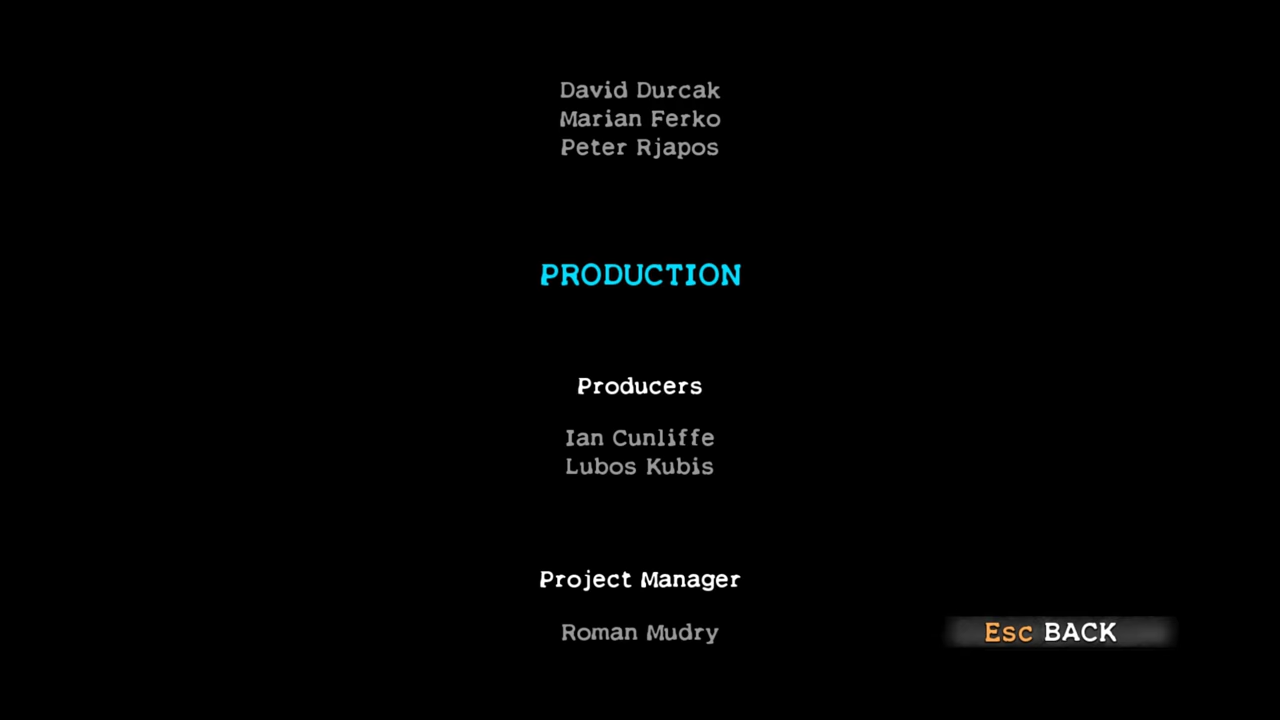 David Durcak
Marian Ferko
Peter Rjapos
PRODUCTION
Producers
Ian Cunliffe
Lubos Kubis
Project Manager
Roman Mudry
Esc BACK